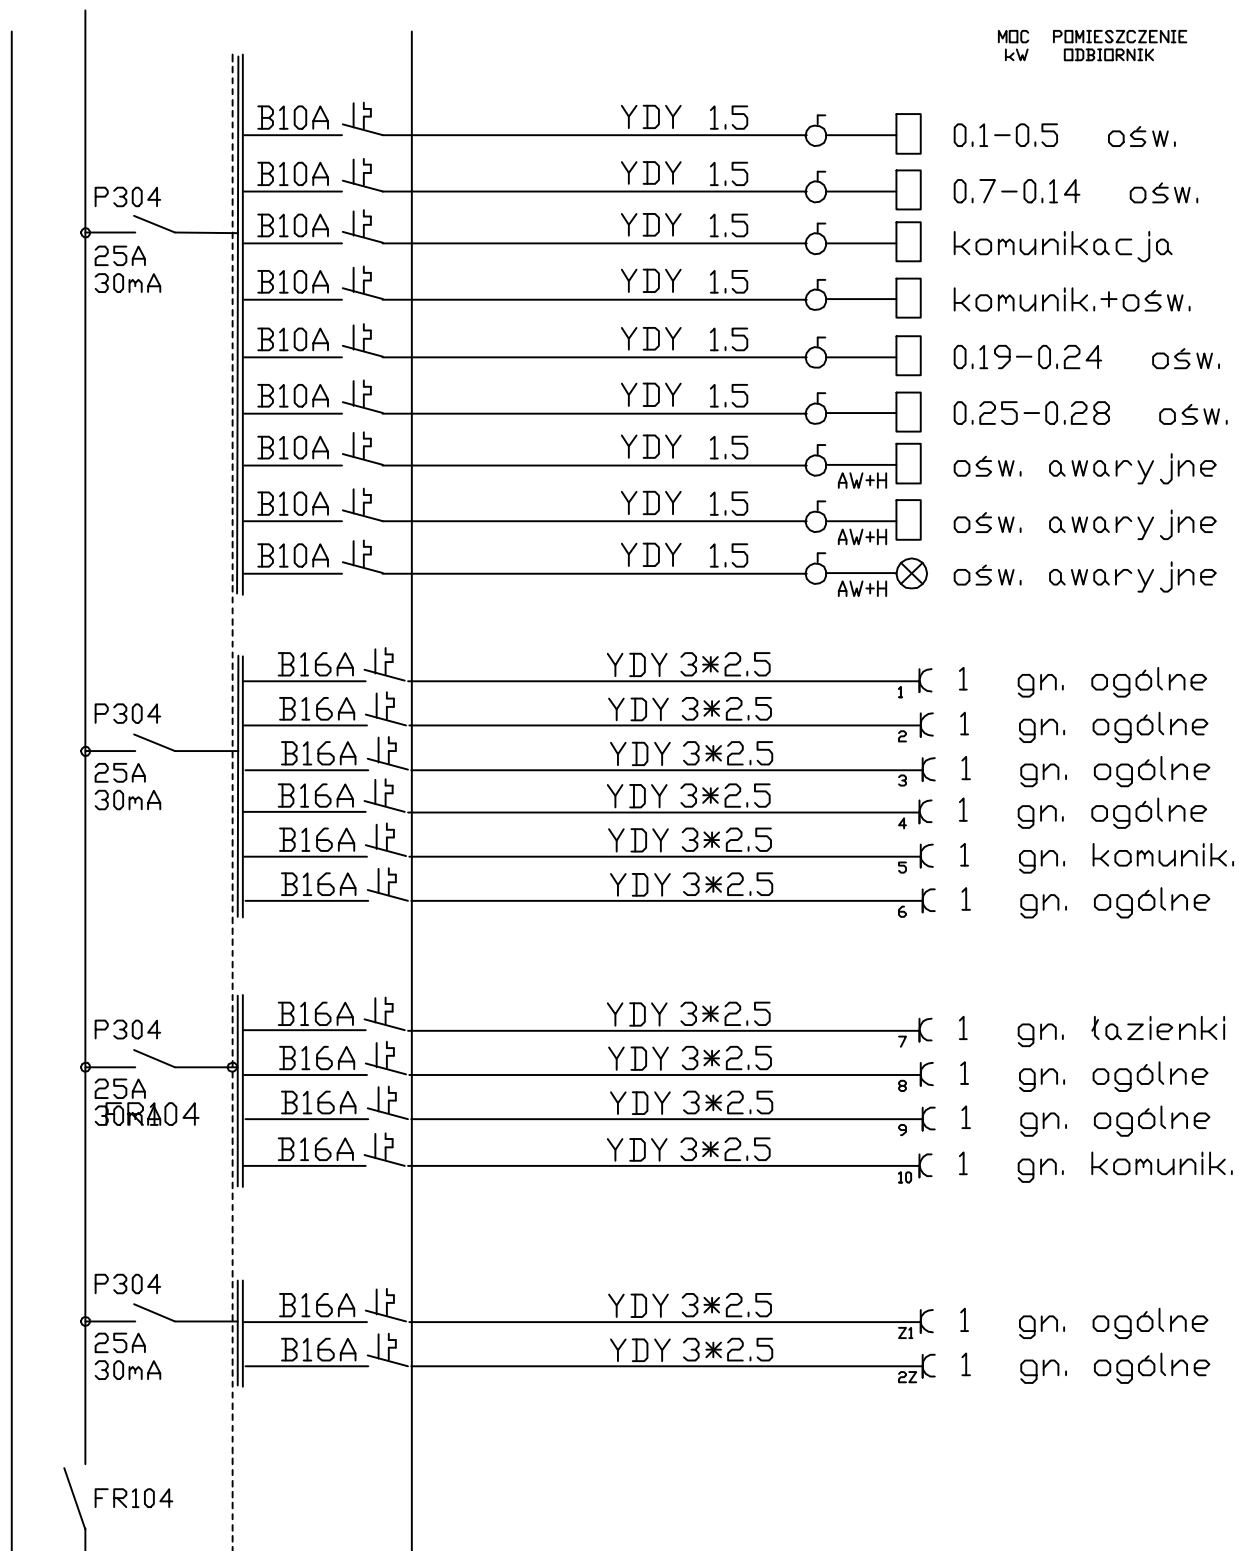 MOC POMIESZCZENIE
kW ODBIORNIK
B10A YDY 1.5 0.1-0.5 ośw.
B10A YDY 1.5 0.7-0.14 ośw.
P304
25A
30mA
B10A YDY 1.5 komunikacja
B10A YDY 1.5 komunik.+ośw.
B10A YDY 1.5 0.19-0.24 ośw.
B10A YDY 1.5 0.25-0.28 ośw.
B10A YDY 1.5 AW+H ośw. awaryjne
B10A YDY 1.5 AW+H ośw. awaryjne
B10A YDY 1.5 AW+H ośw. awaryjne
B16A YDY 3*2.5 1 1 gn. ogólne
P304
25A
30mA
B16A YDY 3*2.5 2 1 gn. ogólne
B16A YDY 3*2.5 3 1 gn. ogólne
B16A YDY 3*2.5 4 1 gn. ogólne
B16A YDY 3*2.5 5 1 gn. komunik.
B16A YDY 3*2.5 6 1 gn. ogólne
B16A YDY 3*2.5 7 1 gn. łazienki
P304
25A
30mA
FR104
B16A YDY 3*2.5 8 1 gn. ogólne
B16A YDY 3*2.5 9 1 gn. ogólne
B16A YDY 3*2.5 10 1 gn. komunik.
P304
25A
30mA
B16A YDY 3*2.5 Z1 1 gn. ogólne
B16A YDY 3*2.5 2Z 1 gn. ogólne
FR104